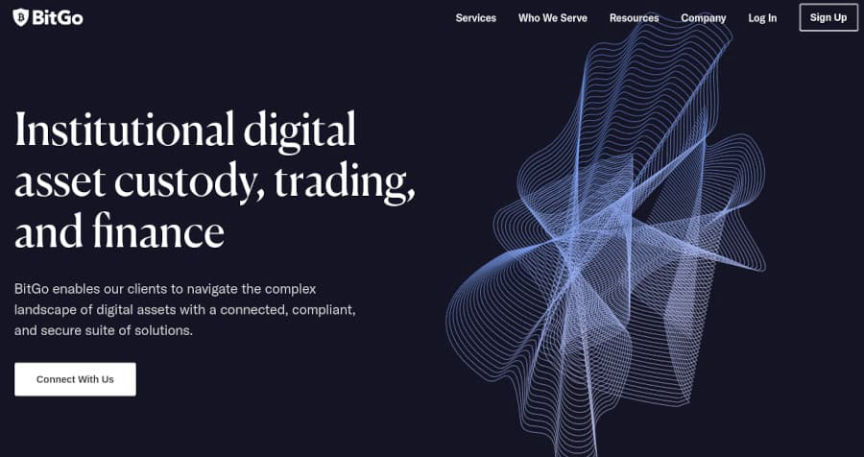 BitGo
Services Who We Serve Resources Company Log In Sign Up
Institutional digital
asset custody, trading,
and finance
BitGo enables our clients to navigate the complex
landscape of digital assets with a connected, compliant,
and secure suite of solutions.
Connect With Us